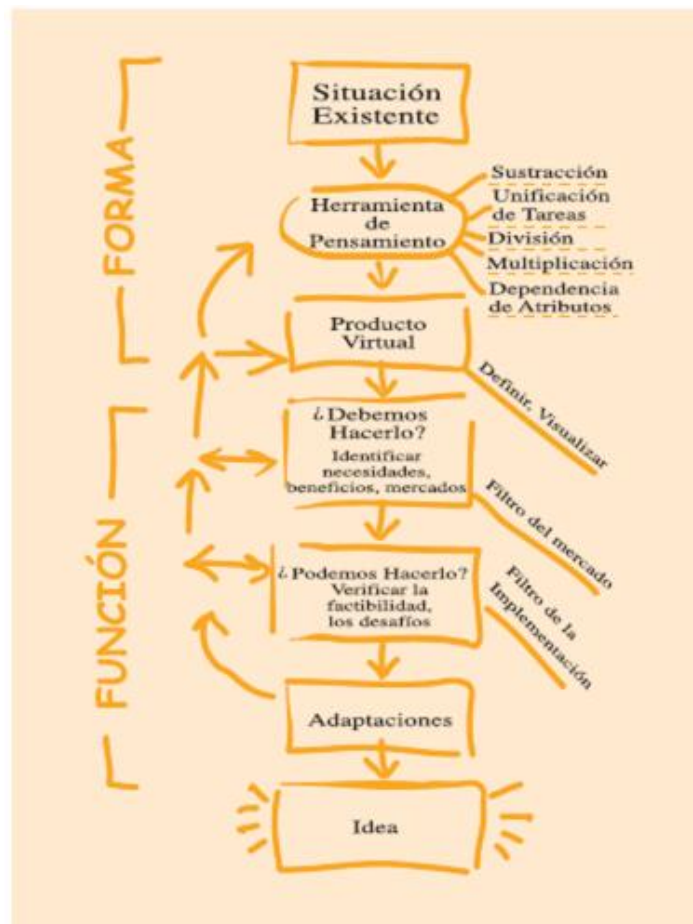 FORMA
Situación
Existente
Herramienta
de
Pensamiento
Sustracción
Unificación
de Tareas
División
Multiplicación
Dependencia
de Atributos
Producto
Virtual
Definir, Visualizar
FUNCIÓN
¿Debemos
Hacerlo?
Identificar
necesidades,
beneficios, mercados
Filtro del mercado
¿Podemos Hacerlo?
Verificar la
factibilidad,
los desafíos
Filtro de la
Implementación
Adaptaciones
Idea